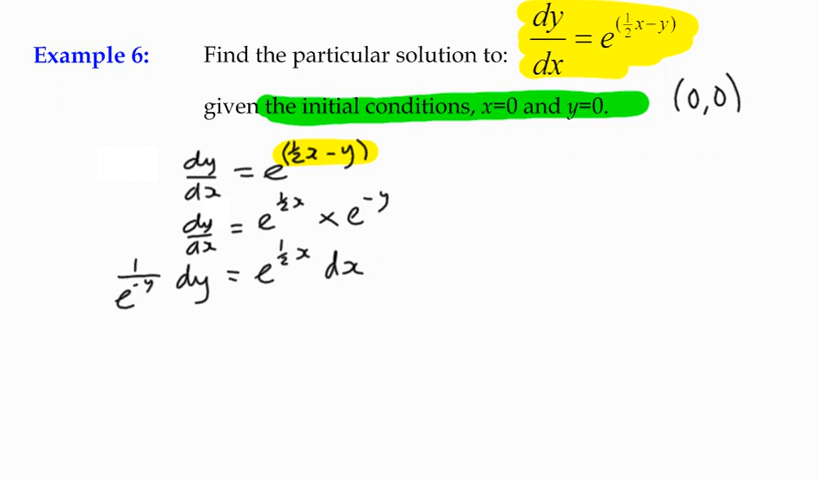 Example 6: Find the particular solution to: dy/dx = e^(½x−y)
given the initial conditions, x=0 and y=0. (0,0)
dy/dx = e^(½x−y)
dy/dx = e^½x × e^−y
1/e^−y dy = e^½x dx